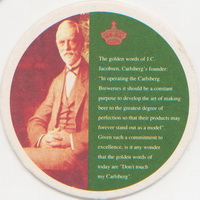 The golden words of J.C.
Jacobsen, Carlsberg's founder:
"In operating the Carlsberg
Breweries it should be a constant
purpose to develop the art of making
beer to the greatest degree of
perfection so that their products may
forever stand out as a model".
Given such a commitment to
excellence, is it any wonder
that the golden words of
today are "Don't touch
my Carlsberg".